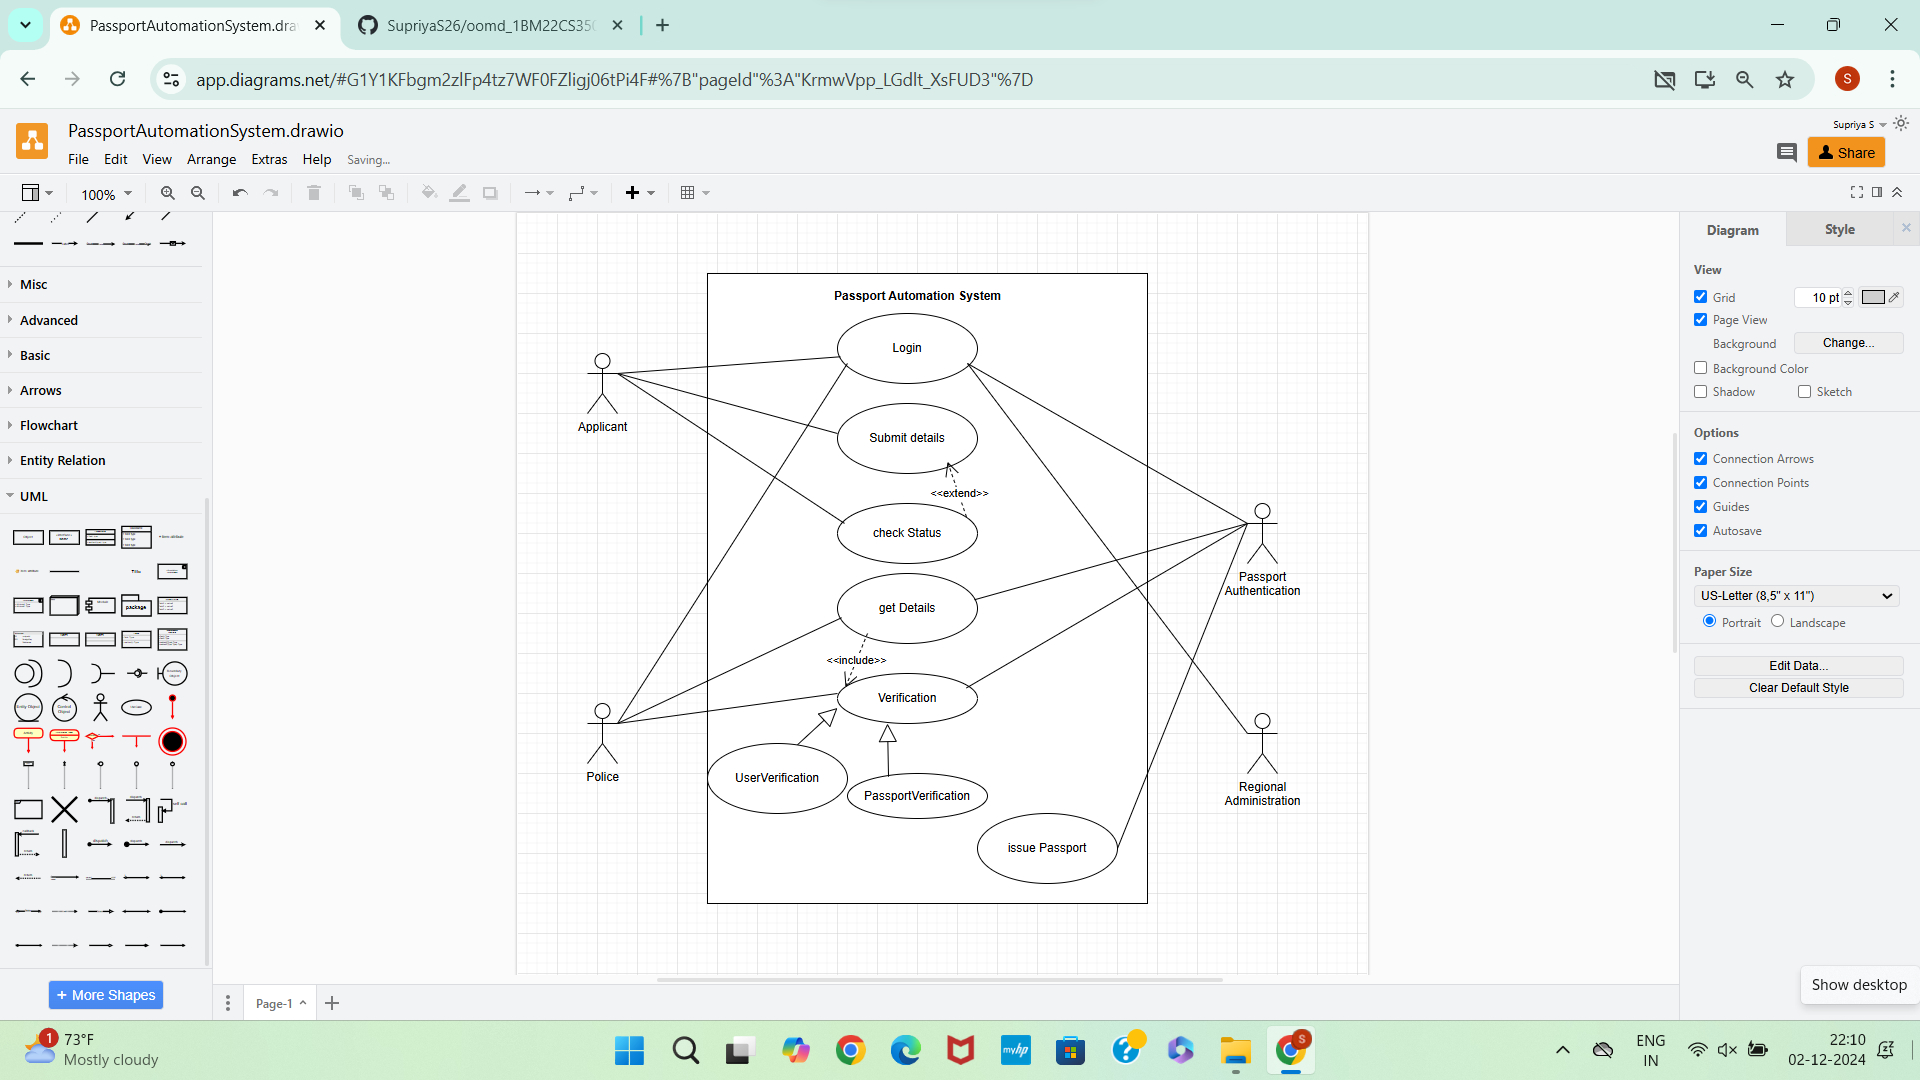 PassportAutomationSystem.dra
SupriyaS26/oomd_1BM22CS35
app.diagrams.net/#G1Y1KFbgm2zlFp4tz7WF0FZligj06tPi4F#%7B"pageId"%3A"KrmwVpp_LGdlt_XsFUD3"%7D
S
PassportAutomationSystem.drawio
Supriya S
File Edit View Arrange Extras Help Saving...
Share
100%
Diagram
Style
Misc
Advanced
Basic
Arrows
Flowchart
Entity Relation
UML
package
+ More Shapes
Passport Automation System
Login
Applicant
Submit details
<<extend>>
check Status
Passport
Authentication
get Details
<<include>>
Verification
Police
UserVerification
PassportVerification
Regional
Administration
issue Passport
View
Grid
10 pt
Page View
Background
Change...
Background Color
Shadow
Sketch
Options
Connection Arrows
Connection Points
Guides
Autosave
Paper Size
US-Letter (8,5" x 11")
Portrait
Landscape
Edit Data...
Clear Default Style
Page-1
Show desktop
1
73°F
Mostly cloudy
myhp
S
ENG
IN
22:10
02-12-2024